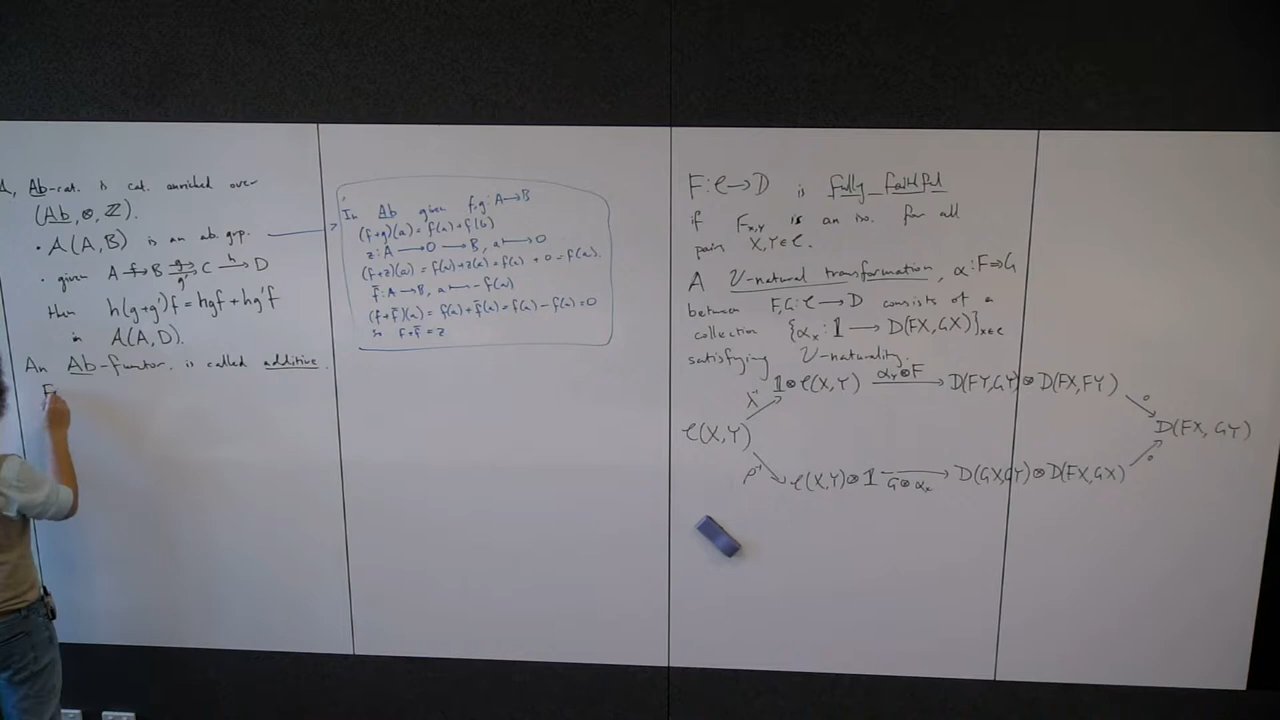 A, Ab-cat. is cat. enriched over
(Ab, ⊗, ℤ).
• A(A,B) is an ab. grp.
• given A →f B ⇉g g' C →h D
then h(g+g')f = hgf + hg'f
in A(A,D).
An Ab-functor. is called additive.
F
In Ab given f,g: A→B
(f+g)(a) = f(a)+f(b)
z: A → 0 → B, a ↦ 0
(f+z)(a) = f(a)+z(a) = f(a) + 0 = f(a).
f̄: A→B, a ↦ -f(a)
(f+f̄)(a) = f(a)+f̄(a) = f(a) - f(a) = 0
so f+f̄ = z
F: C→D is fully faithful
if F_{X,Y} is an iso. for all
pair X,Y∈C.
A V-natural transformation, α: F⇒G
between F,G: C→D consists of a
collection {α_x : 𝟙 → D(FX,GX)}_{x∈C}
satisfying V-naturality.
λ⁻¹ 𝟙⊗C(X,Y) α_Y⊗F → D(FY,GY)⊗D(FX,FY) ∘
C(X,Y) D(FX,GY)
ρ⁻¹ C(X,Y)⊗𝟙 G⊗α_x → D(GX,GY)⊗D(FX,GX) ∘